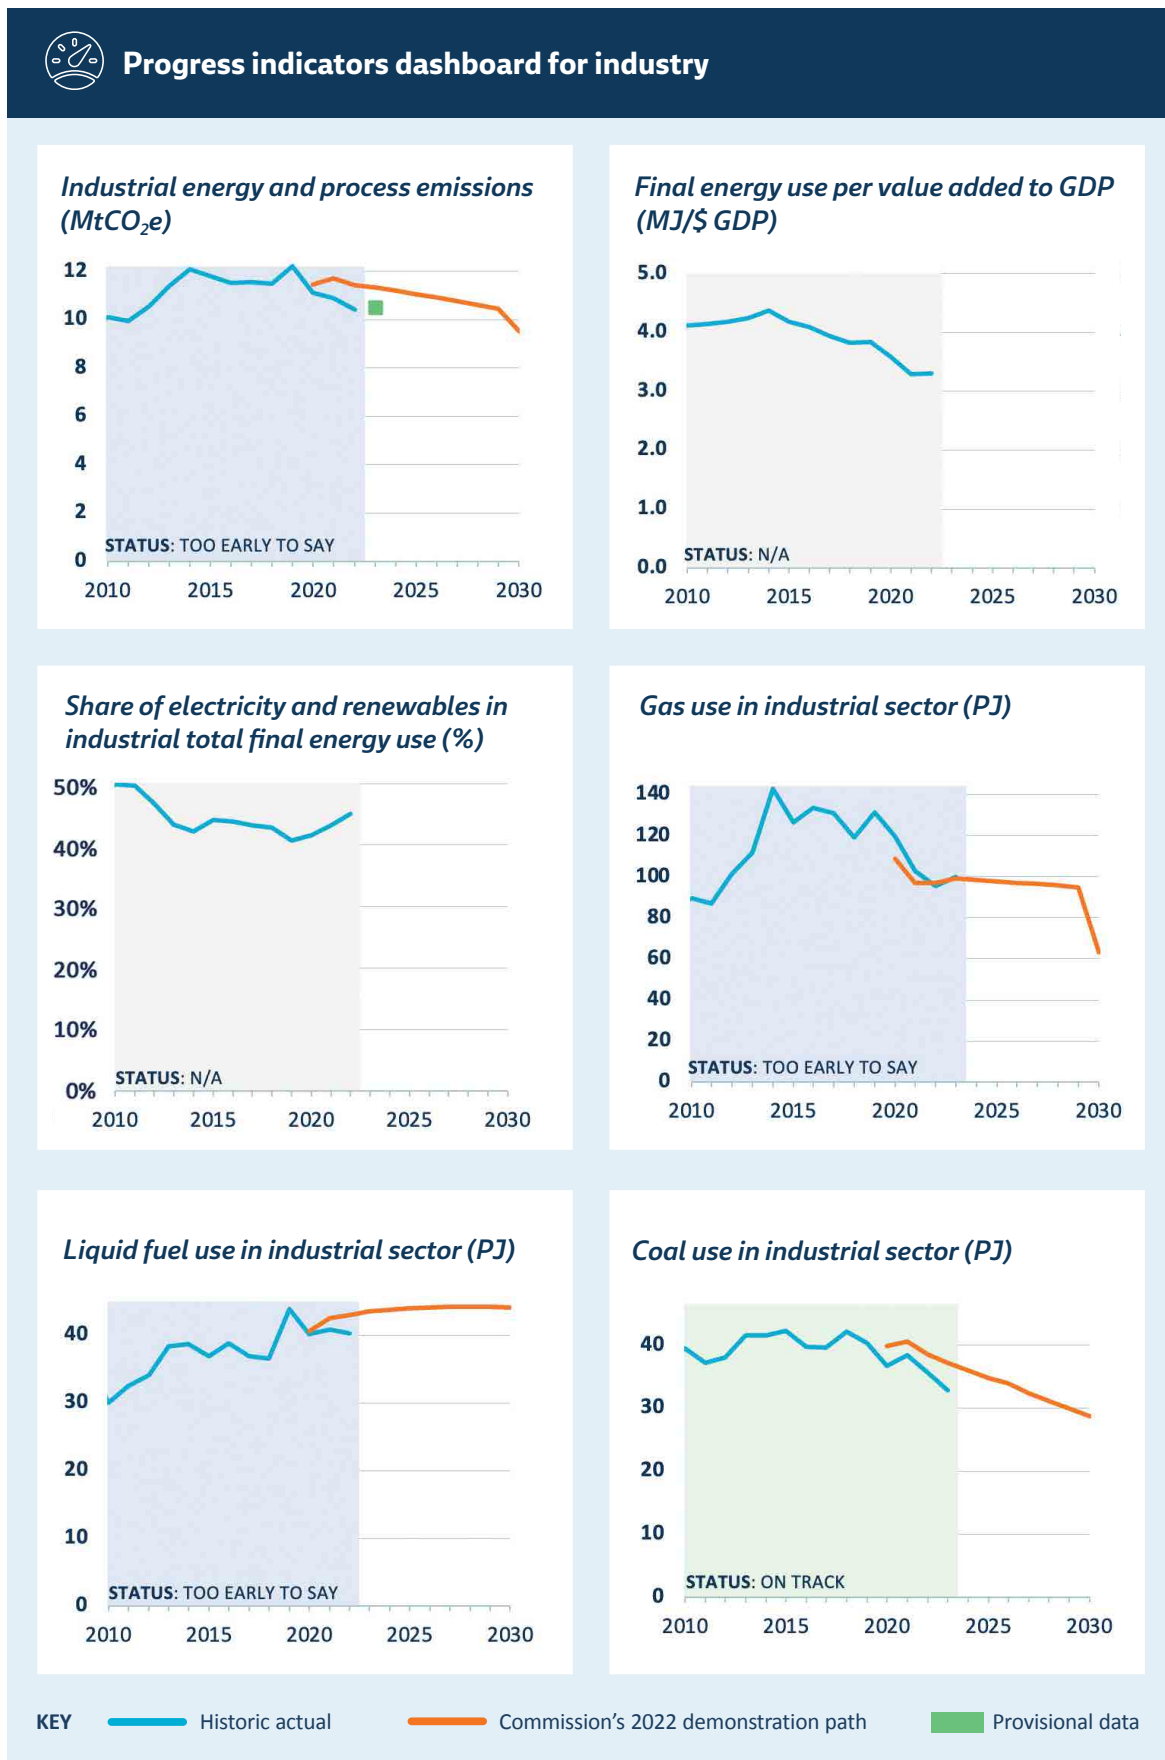 Progress indicators dashboard for industry
Industrial energy and process emissions
(MtCO₂e)
12
10
8
6
4
2
0
STATUS: TOO EARLY TO SAY
2010 2015 2020 2025 2030
Final energy use per value added to GDP
(MJ/$ GDP)
5.0
4.0
3.0
2.0
1.0
0.0
STATUS: N/A
2010 2015 2020 2025 2030
Share of electricity and renewables in
industrial total final energy use (%)
50%
40%
30%
20%
10%
0%
STATUS: N/A
2010 2015 2020 2025 2030
Gas use in industrial sector (PJ)
140
120
100
80
60
40
20
0
STATUS: TOO EARLY TO SAY
2010 2015 2020 2025 2030
Liquid fuel use in industrial sector (PJ)
40
30
20
10
0
STATUS: TOO EARLY TO SAY
2010 2015 2020 2025 2030
Coal use in industrial sector (PJ)
40
30
20
10
0
STATUS: ON TRACK
2010 2015 2020 2025 2030
KEY Historic actual Commission's 2022 demonstration path Provisional data